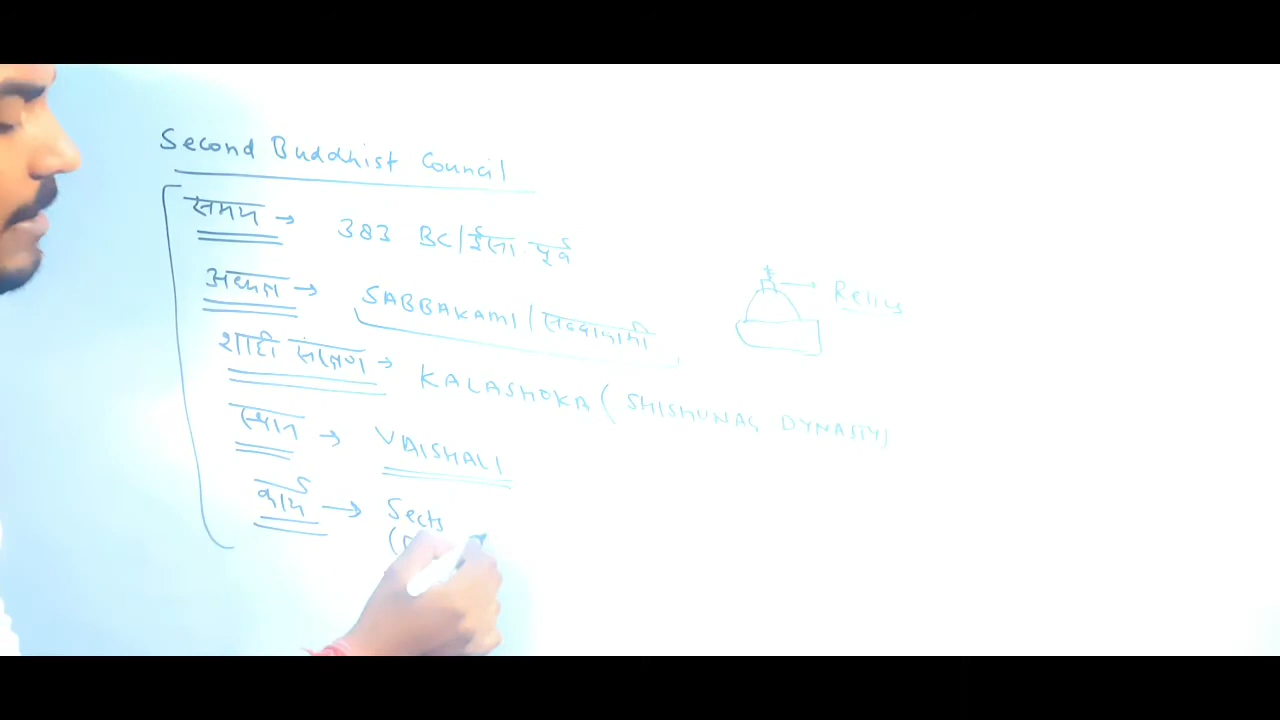 Second Buddhist Council
समय → 383 BC/ईसा. पूर्व
अध्यक्ष → SABBAKAMI/सब्बाकामी
Relics
शाही संरक्षण → KALASHOKA (SHISHUNAG DYNASTY)
स्थान → VAISHALI
कार्य → Sects